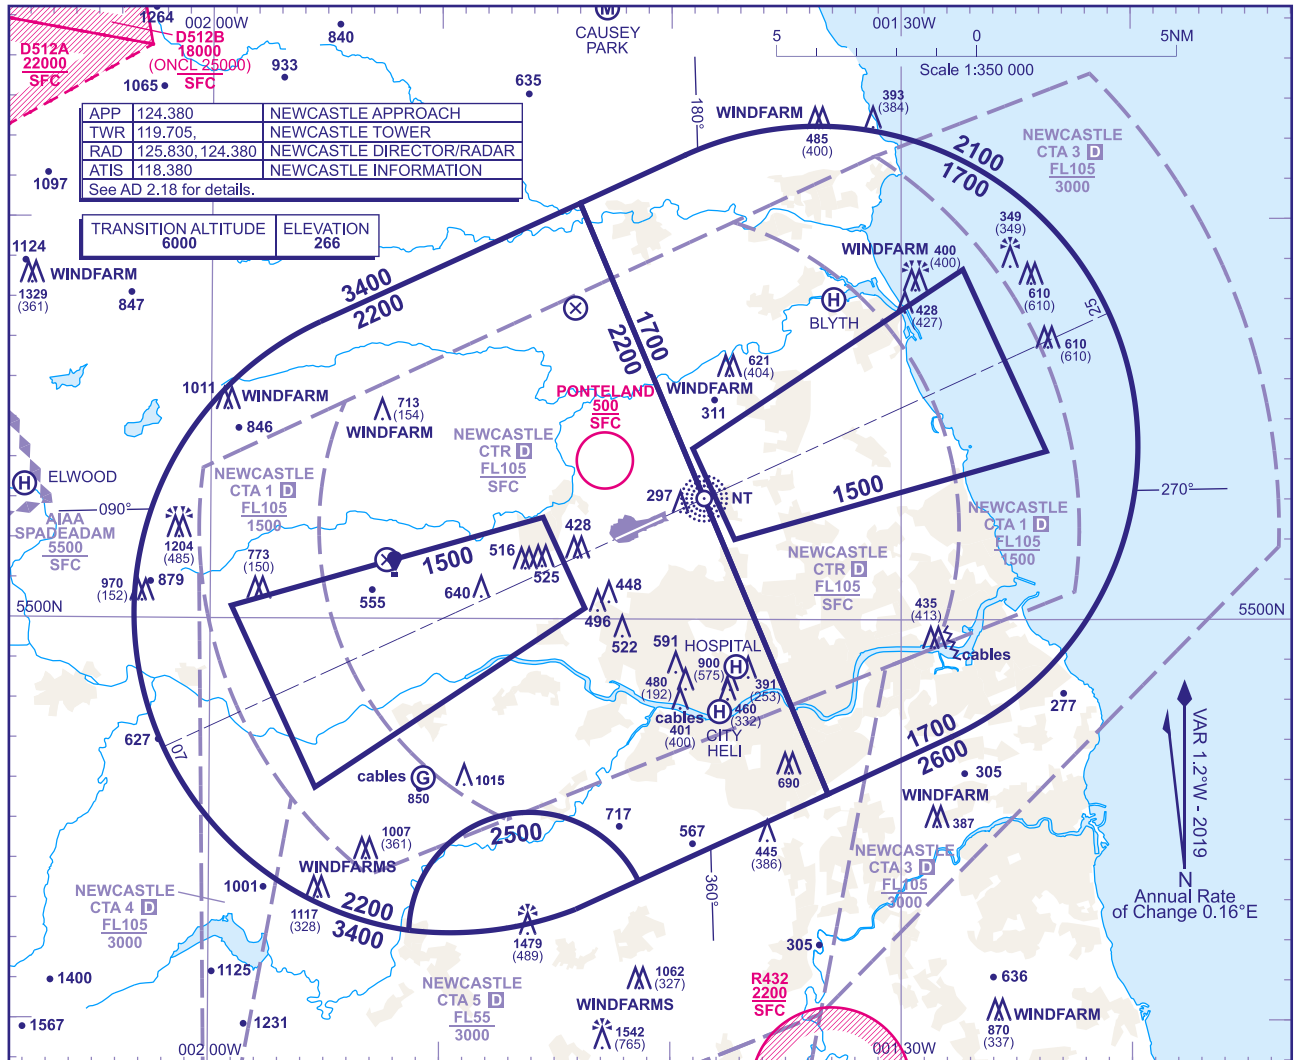 1264
002 00W
840
CAUSEY
PARK
M
001 30W
5 0 5NM
Scale 1:350 000
D512A
22000
SFC
D512B
18000
(ONCL 25000)
SFC
1065
933
635
APP 124.380 NEWCASTLE APPROACH
TWR 119.705, NEWCASTLE TOWER
RAD 125.830, 124.380 NEWCASTLE DIRECTOR/RADAR
ATIS 118.380 NEWCASTLE INFORMATION
See AD 2.18 for details.
TRANSITION ALTITUDE
6000
ELEVATION
266
180°
WINDFARM
485
(400)
393
(384)
2100
1700
NEWCASTLE
CTA 3 D
FL105
3000
1097
1124
WINDFARM
1329
(361)
847
3400
2200
349
(349)
WINDFARM
400
(400)
610
(610)
428
(427)
25
610
(610)
H
BLYTH
1700
2200
621
(404)
WINDFARM
311
1011
WINDFARM
846
713
(154)
WINDFARM
PONTELAND
500
SFC
NEWCASTLE
CTR D
FL105
SFC
H
ELWOOD
AIAA
SPADEADAM
5500
SFC
090°
NEWCASTLE
CTA 1 D
FL105
1500
1204
(485)
297
NT
1500
270°
NEWCASTLE
CTA 1 D
FL105
1500
970
(152)
879
773
(150)
1500
516
428
525
555
640
448
496
522
NEWCASTLE
CTR D
FL105
SFC
5500N
5500N
435
(413)
cables
591
HOSPITAL
900
(575)
H
480
(192)
391
(253)
cables
401
(400)
H
460
(332)
CITY
HELI
277
627
07
cables
G
850
1015
690
1700
2600
305
WINDFARM
387
VAR 1.2°W - 2019
N
Annual Rate
of Change 0.16°E
717
2500
567
445
(386)
1007
(361)
WINDFARMS
1001
1117
(328)
2200
3400
360°
NEWCASTLE
CTA 3 D
FL105
3000
NEWCASTLE
CTA 4 D
FL105
3000
1479
(489)
305
1400
1125
1567
1231
NEWCASTLE
CTA 5 D
FL55
3000
1062
(327)
WINDFARMS
1542
(765)
R432
2200
SFC
636
WINDFARM
870
(337)
002 00W
001 30W